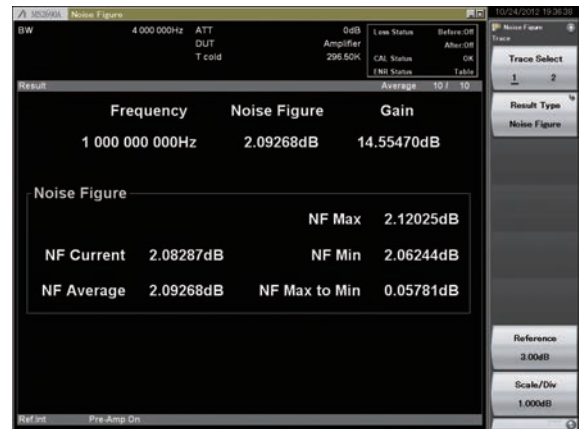 MS2690A Noise Figure
10/24/2012 19:36:38
BW 4 000 000Hz ATT 0dB
DUT Amplifier
T cold 296.50K
Loss Status Before:Off
After:Off
CAL Status OK
ENR Status Table
Result Average 10 / 10
Frequency Noise Figure Gain
1 000 000 000Hz 2.09268dB 14.55470dB
Noise Figure
NF Max 2.12025dB
NF Current 2.08287dB NF Min 2.06244dB
NF Average 2.09268dB NF Max to Min 0.05781dB
Ref.Int Pre-Amp On
Noise Figure
Trace
Trace Select
1 2
Result Type
Noise Figure
Reference
3.00dB
Scale/Div
1.000dB